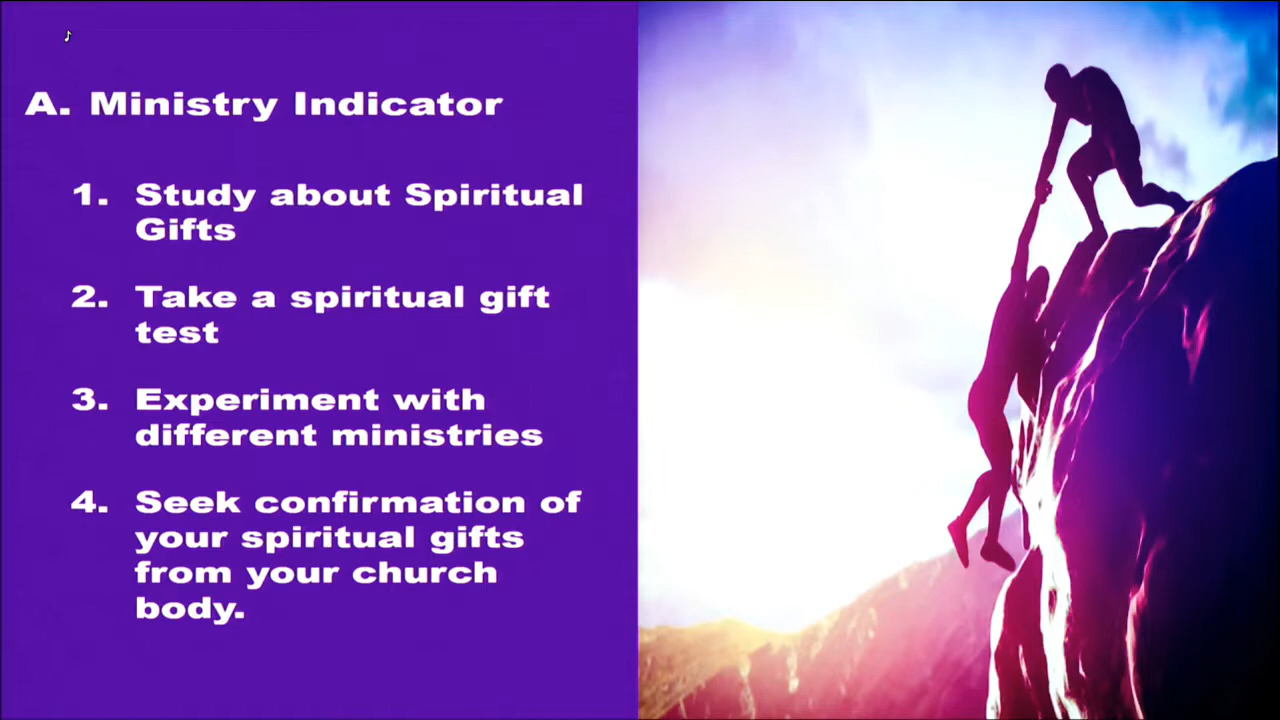 ♪
A. Ministry Indicator
1. Study about Spiritual
Gifts
2. Take a spiritual gift
test
3. Experiment with
different ministries
4. Seek confirmation of
your spiritual gifts
from your church
body.